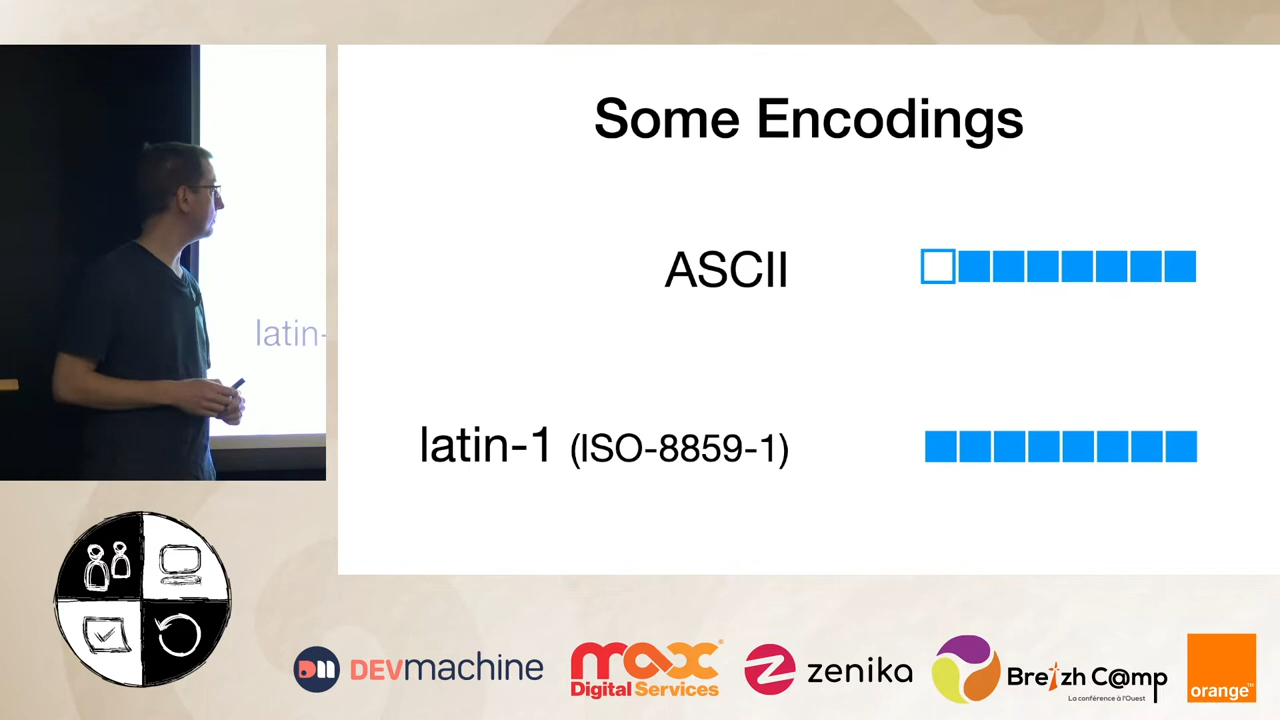 Some Encodings
ASCII
latin-1 (ISO-8859-1)
latin-
DEVmachine
max
Digital Services
zenika
Breizh C@mp
La conférence à l'Ouest
orange™